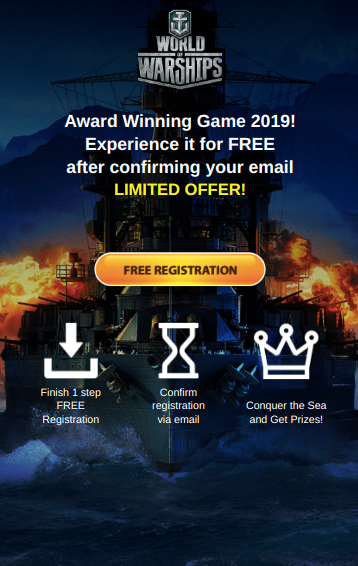 WORLD
OF
WARSHIPS
Award Winning Game 2019!
Experience it for FREE
after confirming your email
LIMITED OFFER!
FREE REGISTRATION
Finish 1 step
FREE
Registration
Confirm
registration
via email
Conquer the Sea
and Get Prizes!